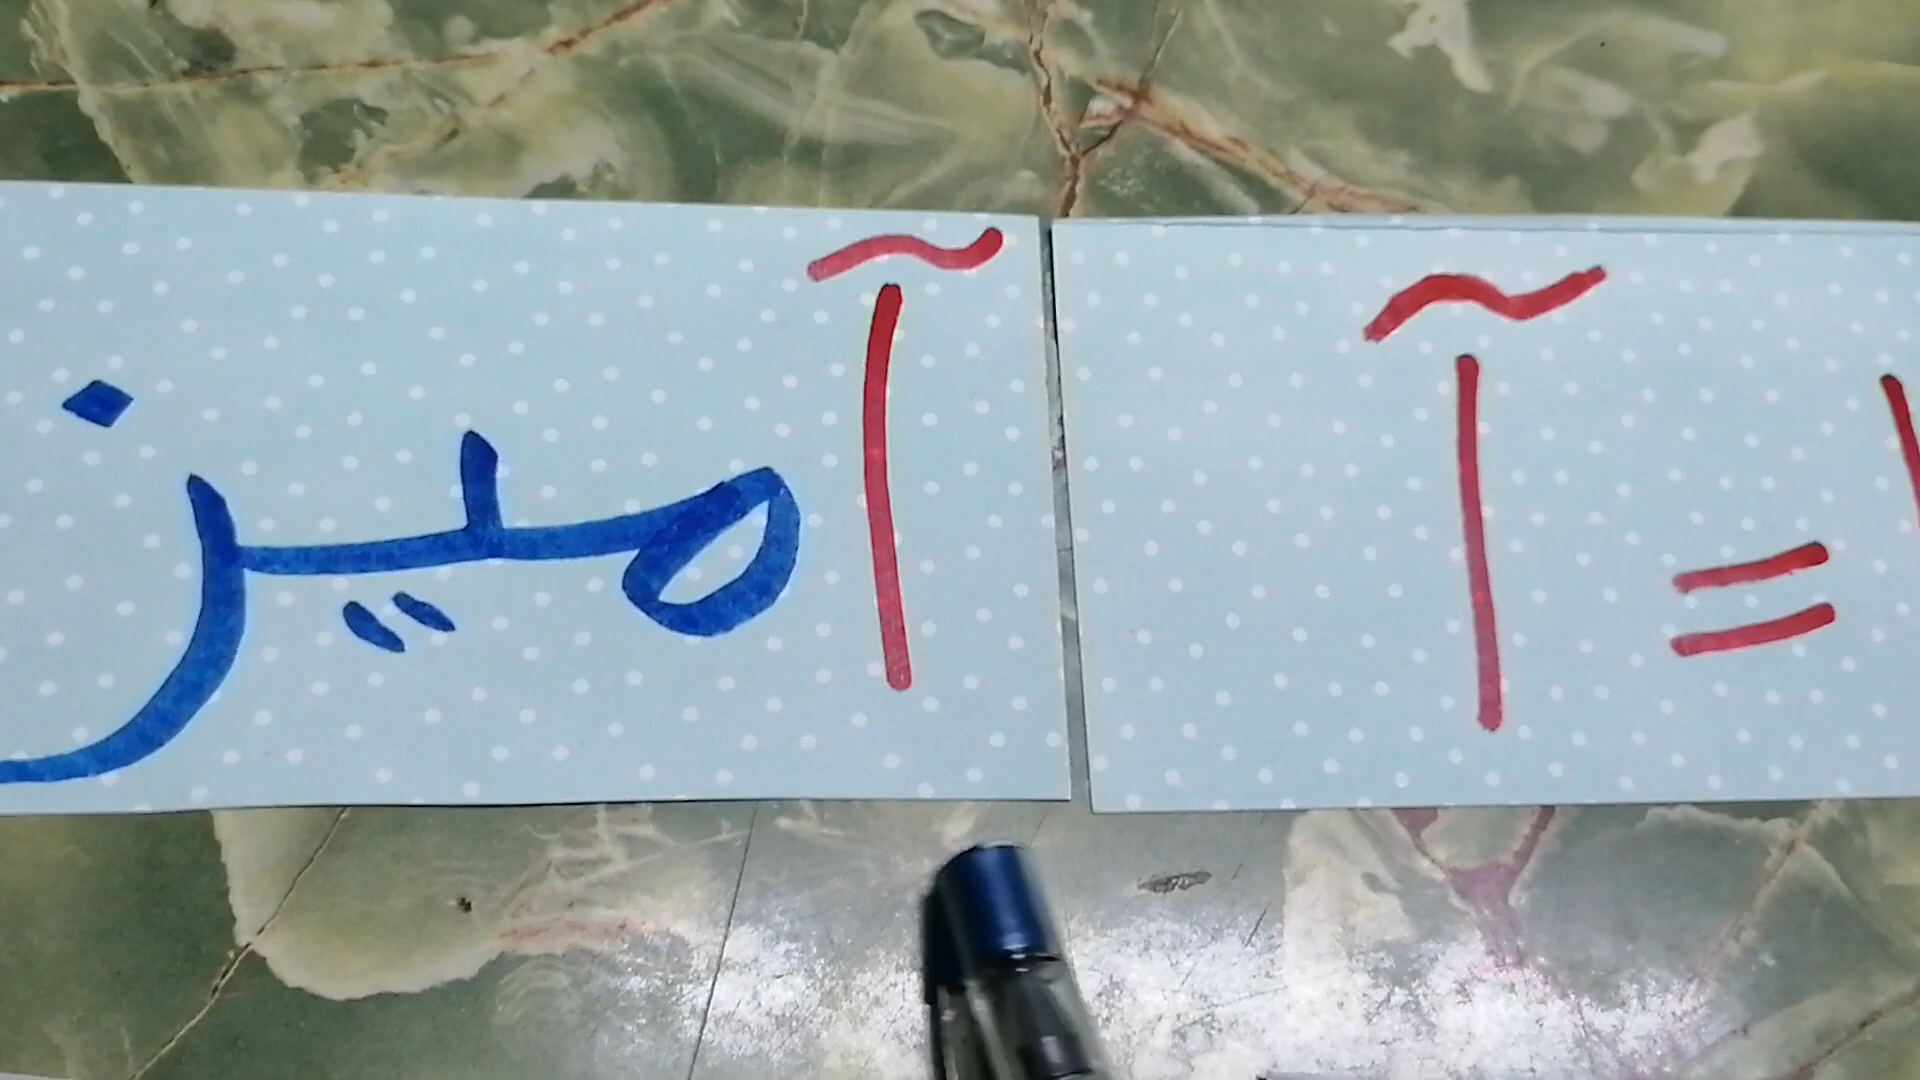 = آ
آمين